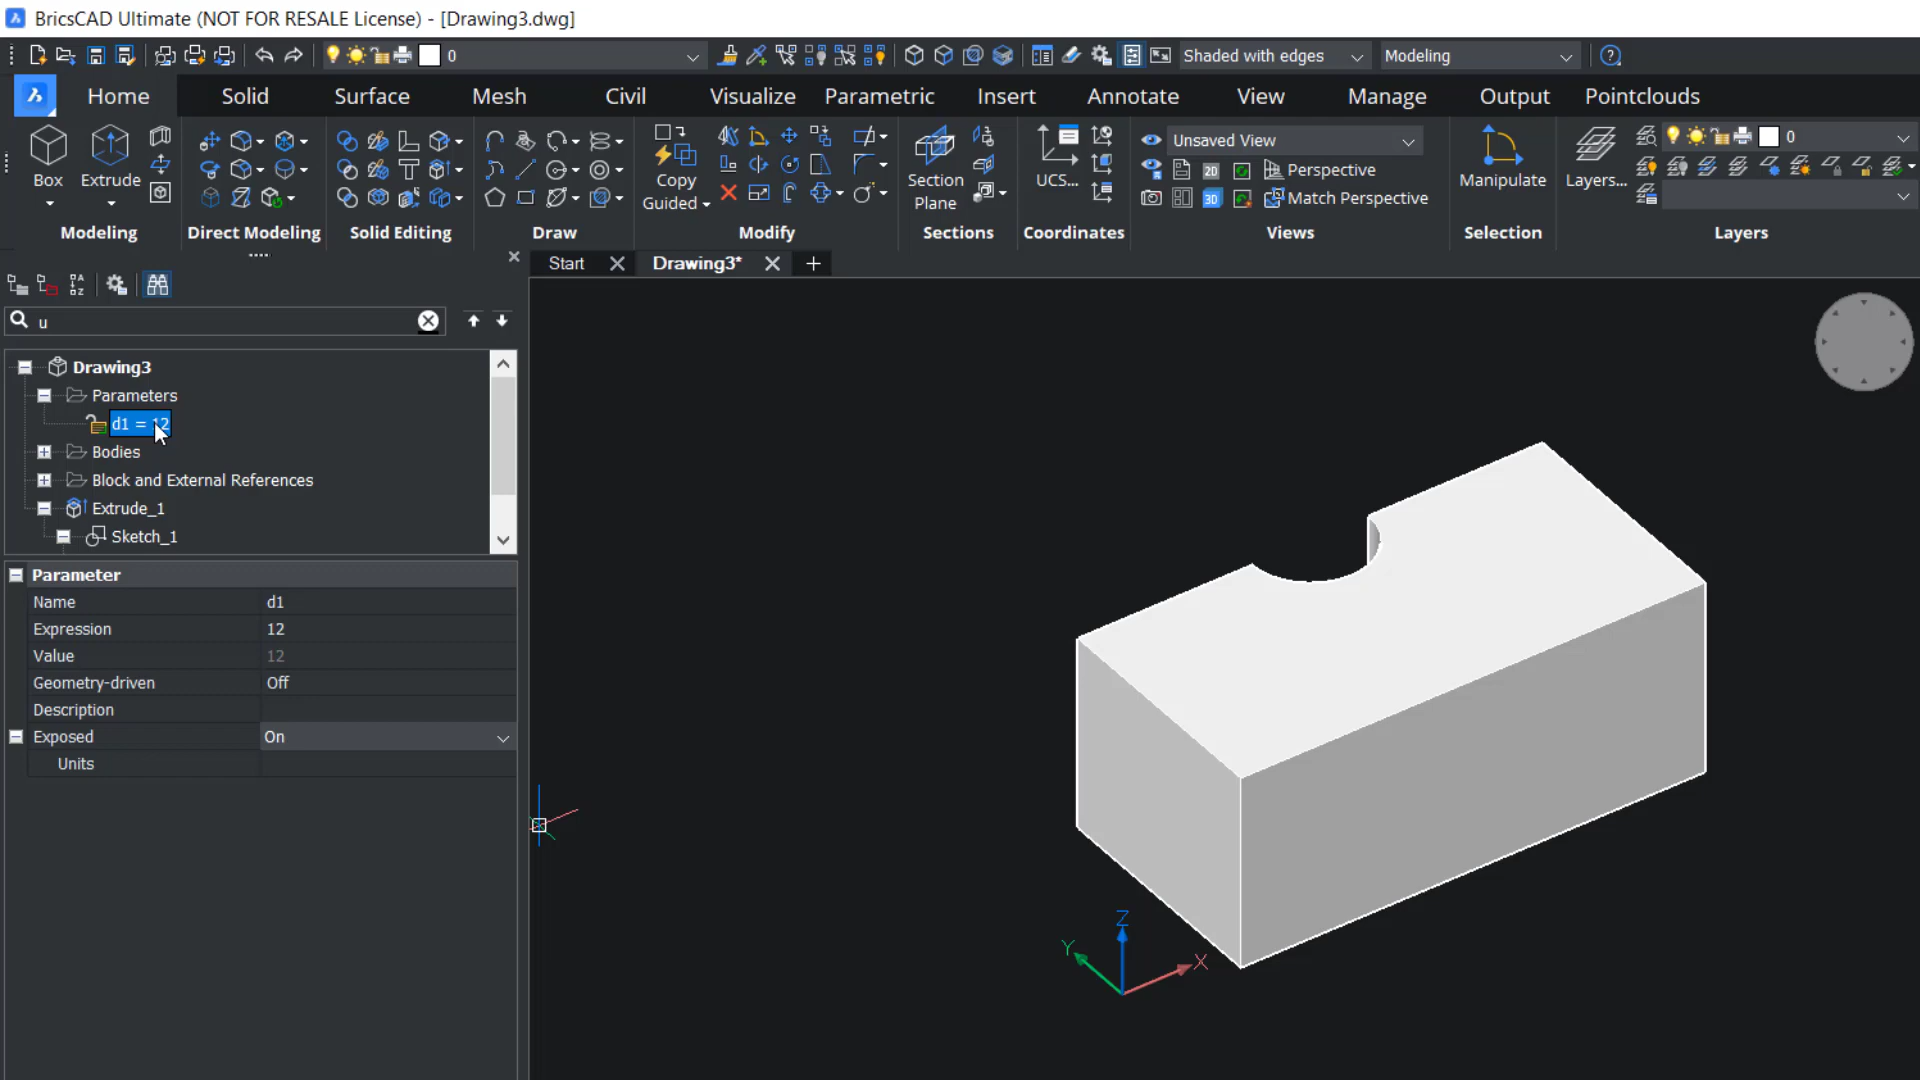 BricsCAD Ultimate (NOT FOR RESALE License) - [Drawing3.dwg]
0
Shaded with edges
Modeling
Home
Solid
Surface
Mesh
Civil
Visualize
Parametric
Insert
Annotate
View
Manage
Output
Pointclouds
Box
Extrude
Copy
Guided
Section
Plane
UCS...
Unsaved View
2D
Perspective
3D
Match Perspective
Manipulate
Layers...
0
Modeling
Direct Modeling
Solid Editing
Draw
Modify
Sections
Coordinates
Views
Selection
Layers
Start
Drawing3*
u
Drawing3
Parameters
d1 = 12
Bodies
Block and External References
Extrude_1
Sketch_1
Parameter
Name d1
Expression 12
Value 12
Geometry-driven Off
Description
Exposed On
Units
Z
Y
X